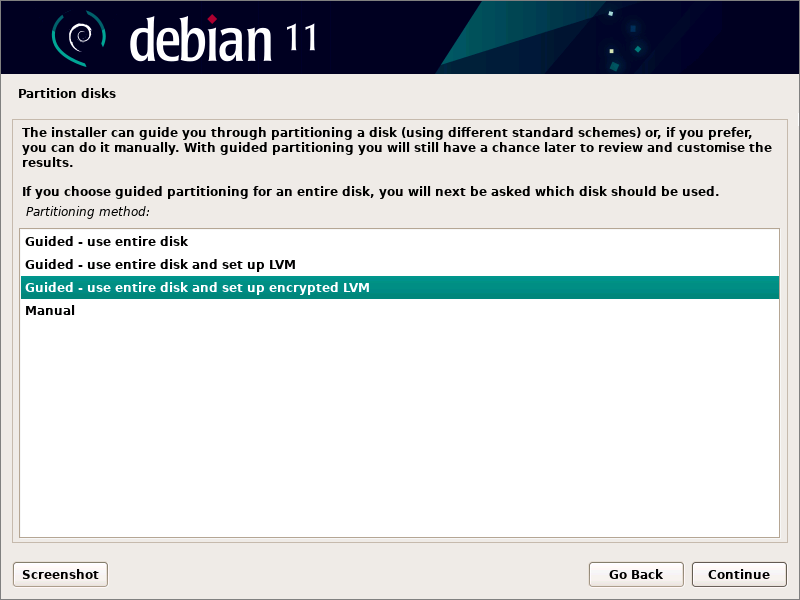 debian 11
Partition disks
The installer can guide you through partitioning a disk (using different standard schemes) or, if you prefer,
you can do it manually. With guided partitioning you will still have a chance later to review and customise the
results.
If you choose guided partitioning for an entire disk, you will next be asked which disk should be used.
Partitioning method:
Guided - use entire disk
Guided - use entire disk and set up LVM
Guided - use entire disk and set up encrypted LVM
Manual
Screenshot
Go Back
Continue